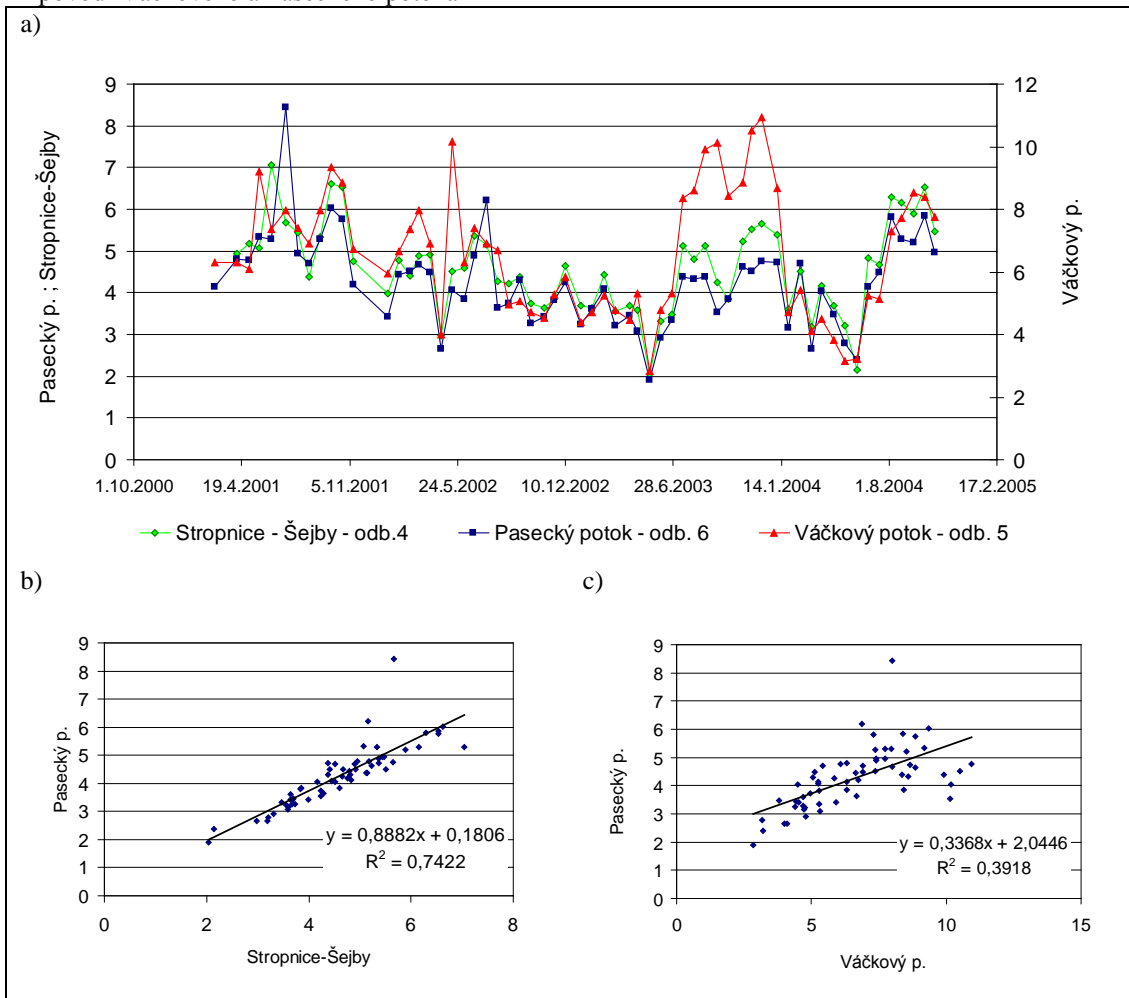 a)
9
8
7
6
5
4
3
2
1
0
12
10
8
6
4
2
0
Pasecký p. ; Stropnice-Šejby
Váčkový p.
1.10.2000 19.4.2001 5.11.2001 24.5.2002 10.12.2002 28.6.2003 14.1.2004 1.8.2004 17.2.2005
Stropnice - Šejby - odb.4 Pasecký potok - odb. 6 Váčkový potok - odb. 5
b)
9
8
7
6
5
4
3
2
1
0
Pasecký p.
y = 0,8882x + 0,1806
R² = 0,7422
0 2 4 6 8
Stropnice-Šejby
c)
9
8
7
6
5
4
3
2
1
0
Pasecký p.
y = 0,3368x + 2,0446
R² = 0,3918
0 5 10 15
Váčkový p.